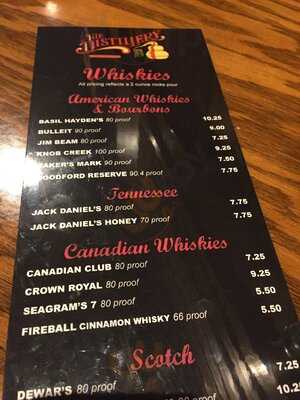 THE
DISTILLERY
Whiskies
All pricing reflects a 2 ounce rocks pour
American Whiskies
& Bourbons
BASIL HAYDEN'S 80 proof 10.25
BULLEIT 90 proof 9.00
JIM BEAM 80 proof 7.25
KNOB CREEK 100 proof 9.25
MAKER'S MARK 90 proof 7.50
WOODFORD RESERVE 90.4 proof 7.75
Tennessee
JACK DANIEL'S 80 proof 7.75
JACK DANIEL'S HONEY 70 proof 7.75
Canadian Whiskies
CANADIAN CLUB 80 proof 7.25
CROWN ROYAL 80 proof 9.25
SEAGRAM'S 7 80 proof 5.50
FIREBALL CINNAMON WHISKY 66 proof 5.50
Scotch
DEWAR'S 80 proof 7.25
10.25